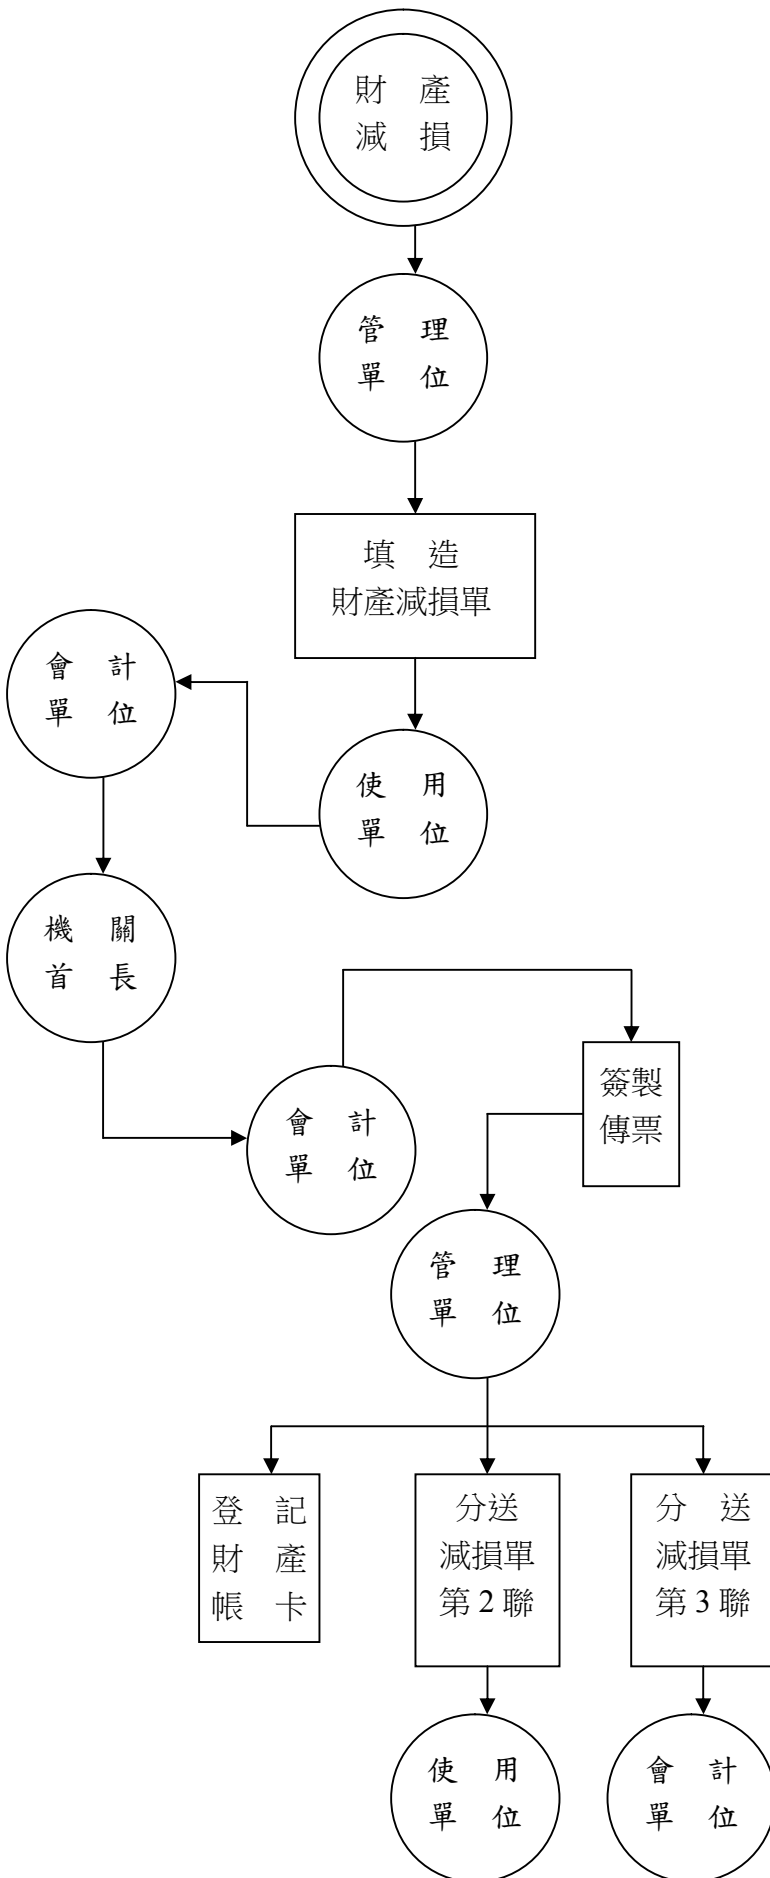 財 產
減 損
管 理
單 位
填 造
財產減損單
會 計
單 位
使 用
單 位
機 關
首 長
簽製
傳票
會 計
單 位
管 理
單 位
登 記
財 產
帳 卡
分送
減損單
第2聯
分 送
減損單
第3聯
使 用
單 位
會 計
單 位